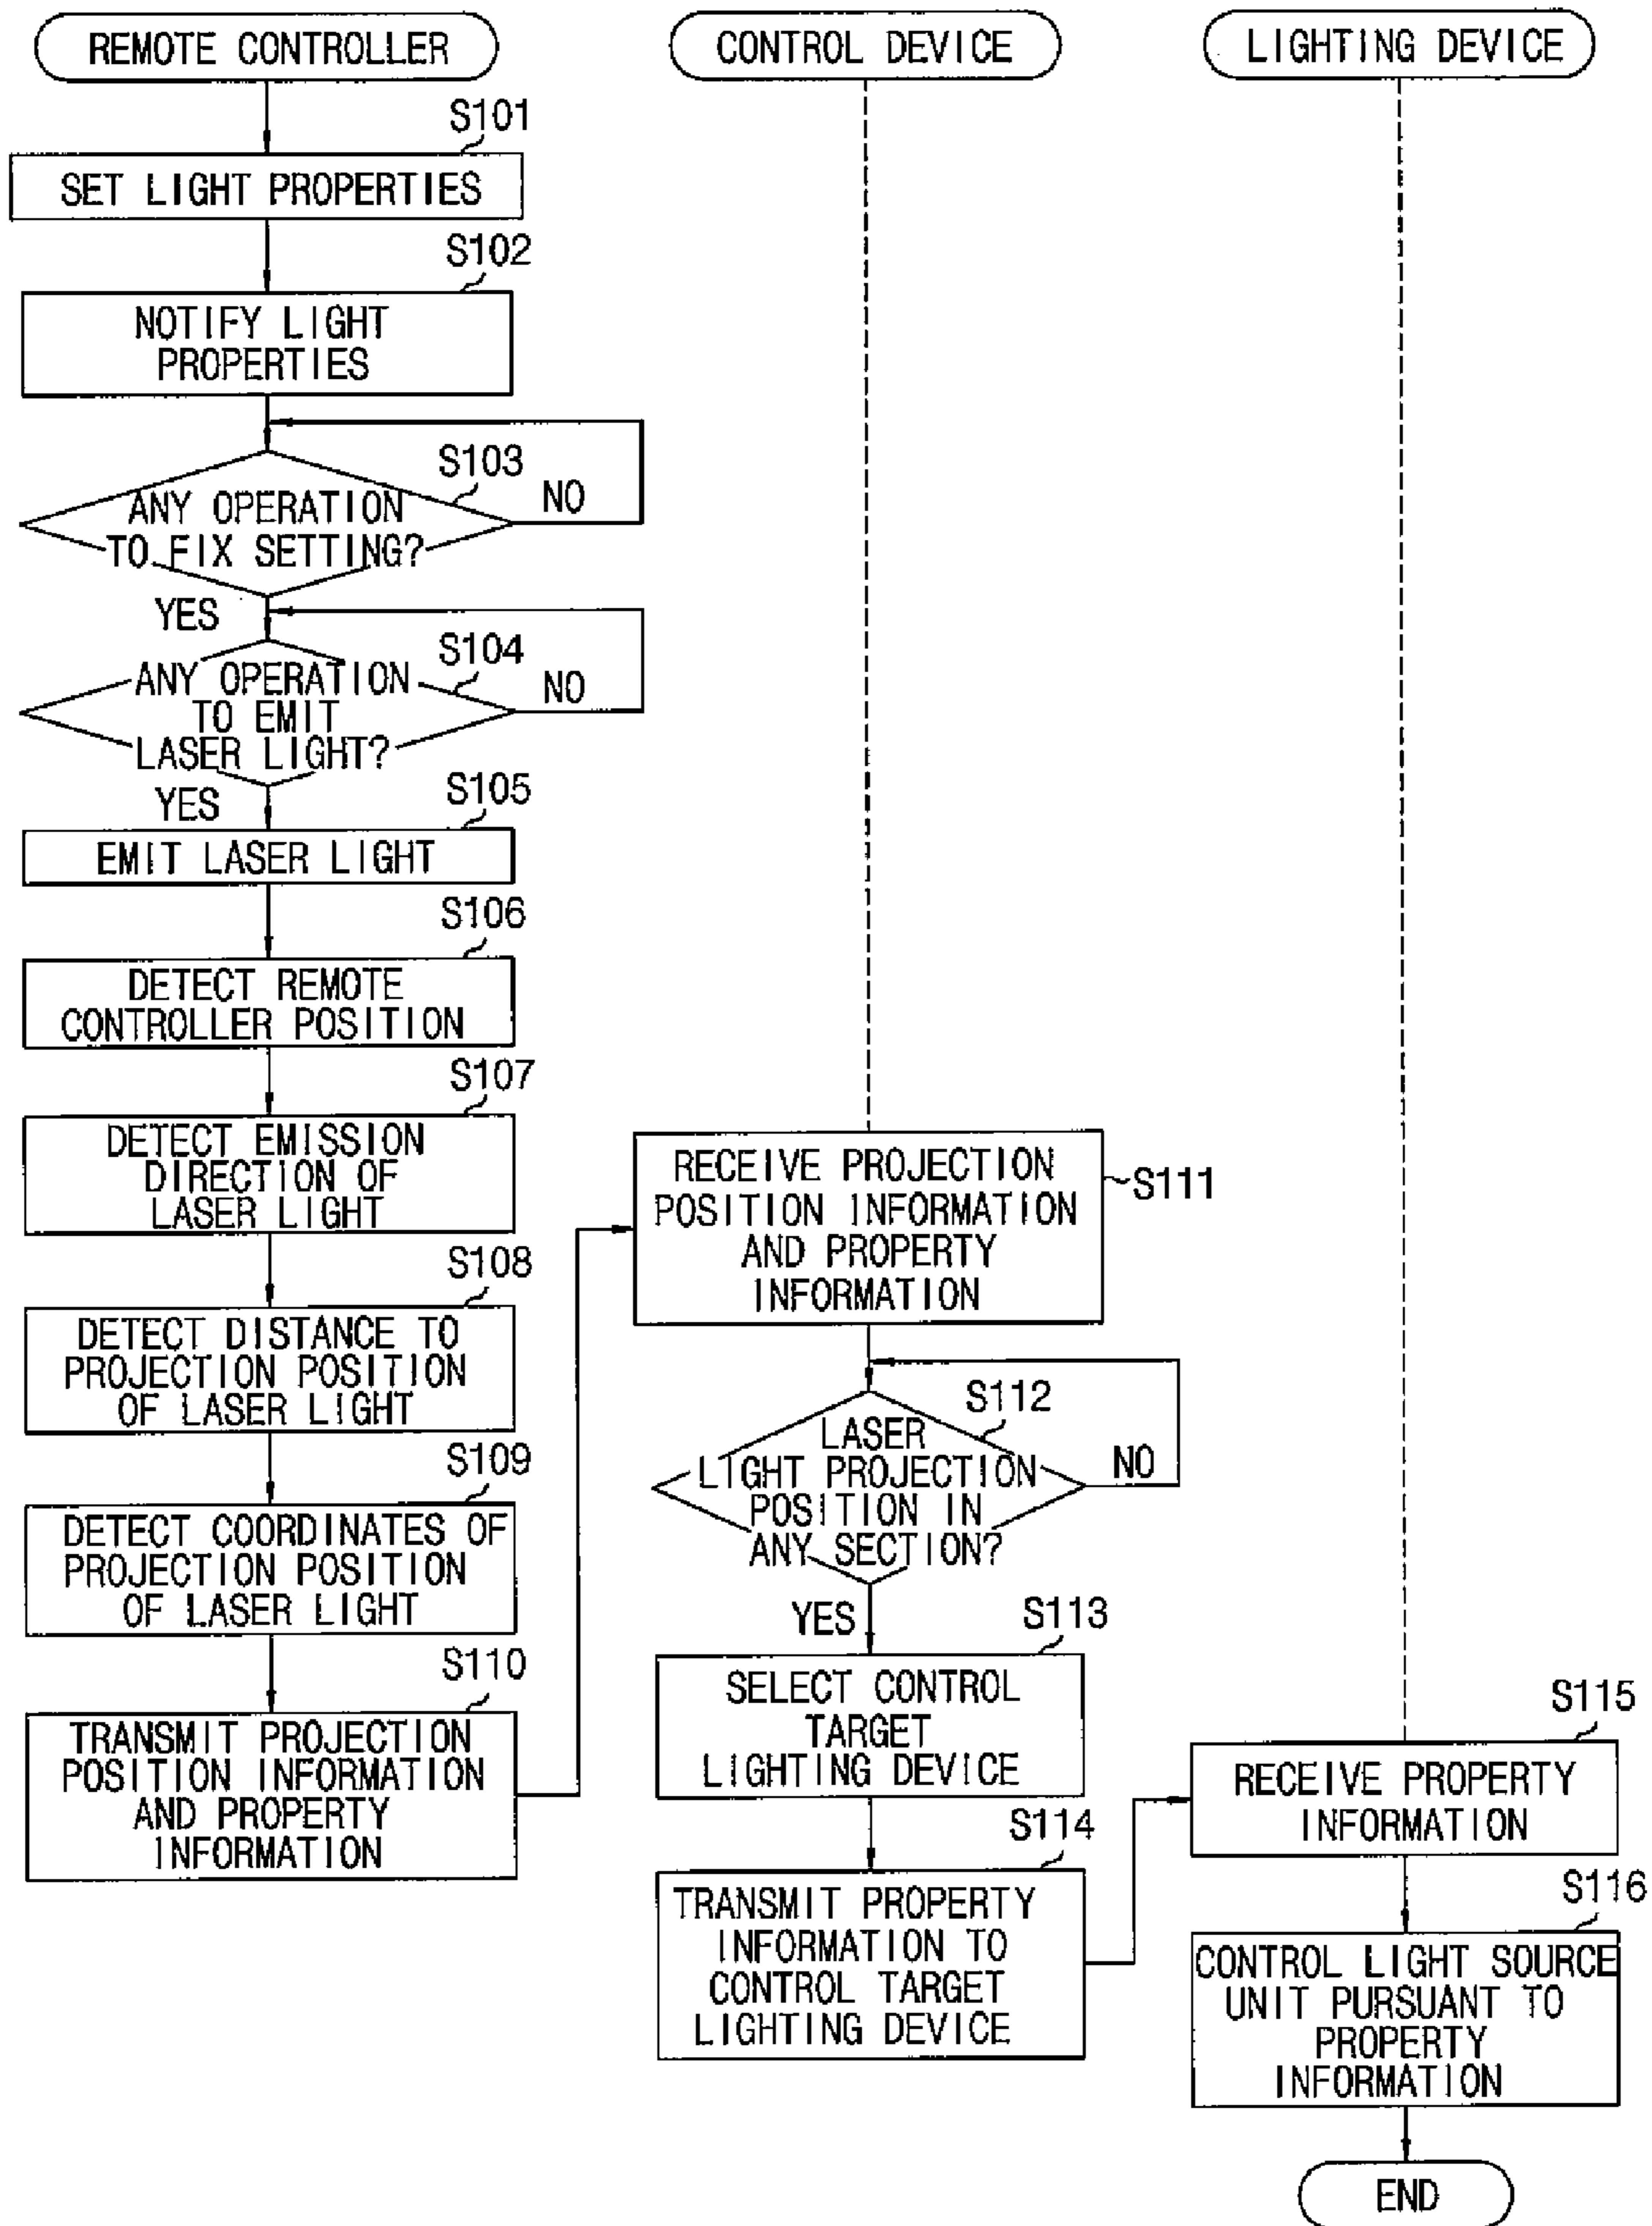 REMOTE CONTROLLER
S101
SET LIGHT PROPERTIES
S102
NOTIFY LIGHT
PROPERTIES
S103
ANY OPERATION
TO FIX SETTING?
NO
YES
S104
ANY OPERATION
TO EMIT
LASER LIGHT?
NO
YES
S105
EMIT LASER LIGHT
S106
DETECT REMOTE
CONTROLLER POSITION
S107
DETECT EMISSION
DIRECTION OF
LASER LIGHT
S108
DETECT DISTANCE TO
PROJECTION POSITION
OF LASER LIGHT
S109
DETECT COORDINATES OF
PROJECTION POSITION
OF LASER LIGHT
S110
TRANSMIT PROJECTION
POSITION INFORMATION
AND PROPERTY
INFORMATION
CONTROL DEVICE
RECEIVE PROJECTION
POSITION INFORMATION
AND PROPERTY
INFORMATION
S111
S112
LASER
LIGHT PROJECTION
POSITION IN
ANY SECTION?
NO
YES
S113
SELECT CONTROL
TARGET
LIGHTING DEVICE
S114
TRANSMIT PROPERTY
INFORMATION TO
CONTROL TARGET
LIGHTING DEVICE
LIGHTING DEVICE
S115
RECEIVE PROPERTY
INFORMATION
S116
CONTROL LIGHT SOURCE
UNIT PURSUANT TO
PROPERTY
INFORMATION
END